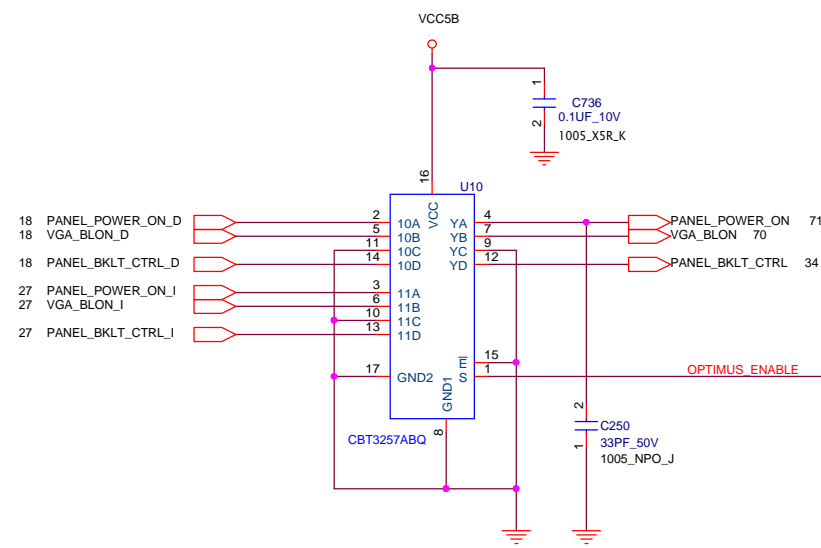 VCC5B
1
C736
0.1UF_10V
2
1005_X5R_K
16
U10
VCC
18 PANEL_POWER_ON_D 2 10A YA 4 PANEL_POWER_ON 71
18 VGA_BLON_D 5 10B YB 7 VGA_BLON 70
11 10C YC 9
18 PANEL_BKLT_CTRL_D 14 10D YD 12 PANEL_BKLT_CTRL 34
27 PANEL_POWER_ON_I 3 11A
27 VGA_BLON_I 6 11B
10 11C
27 PANEL_BKLT_CTRL_I 13 11D
E 15
17 GND2 S 1 OPTIMUS_ENABLE
GND1
8
CBT3257ABQ
2
C250
33PF_50V
1
1005_NPO_J